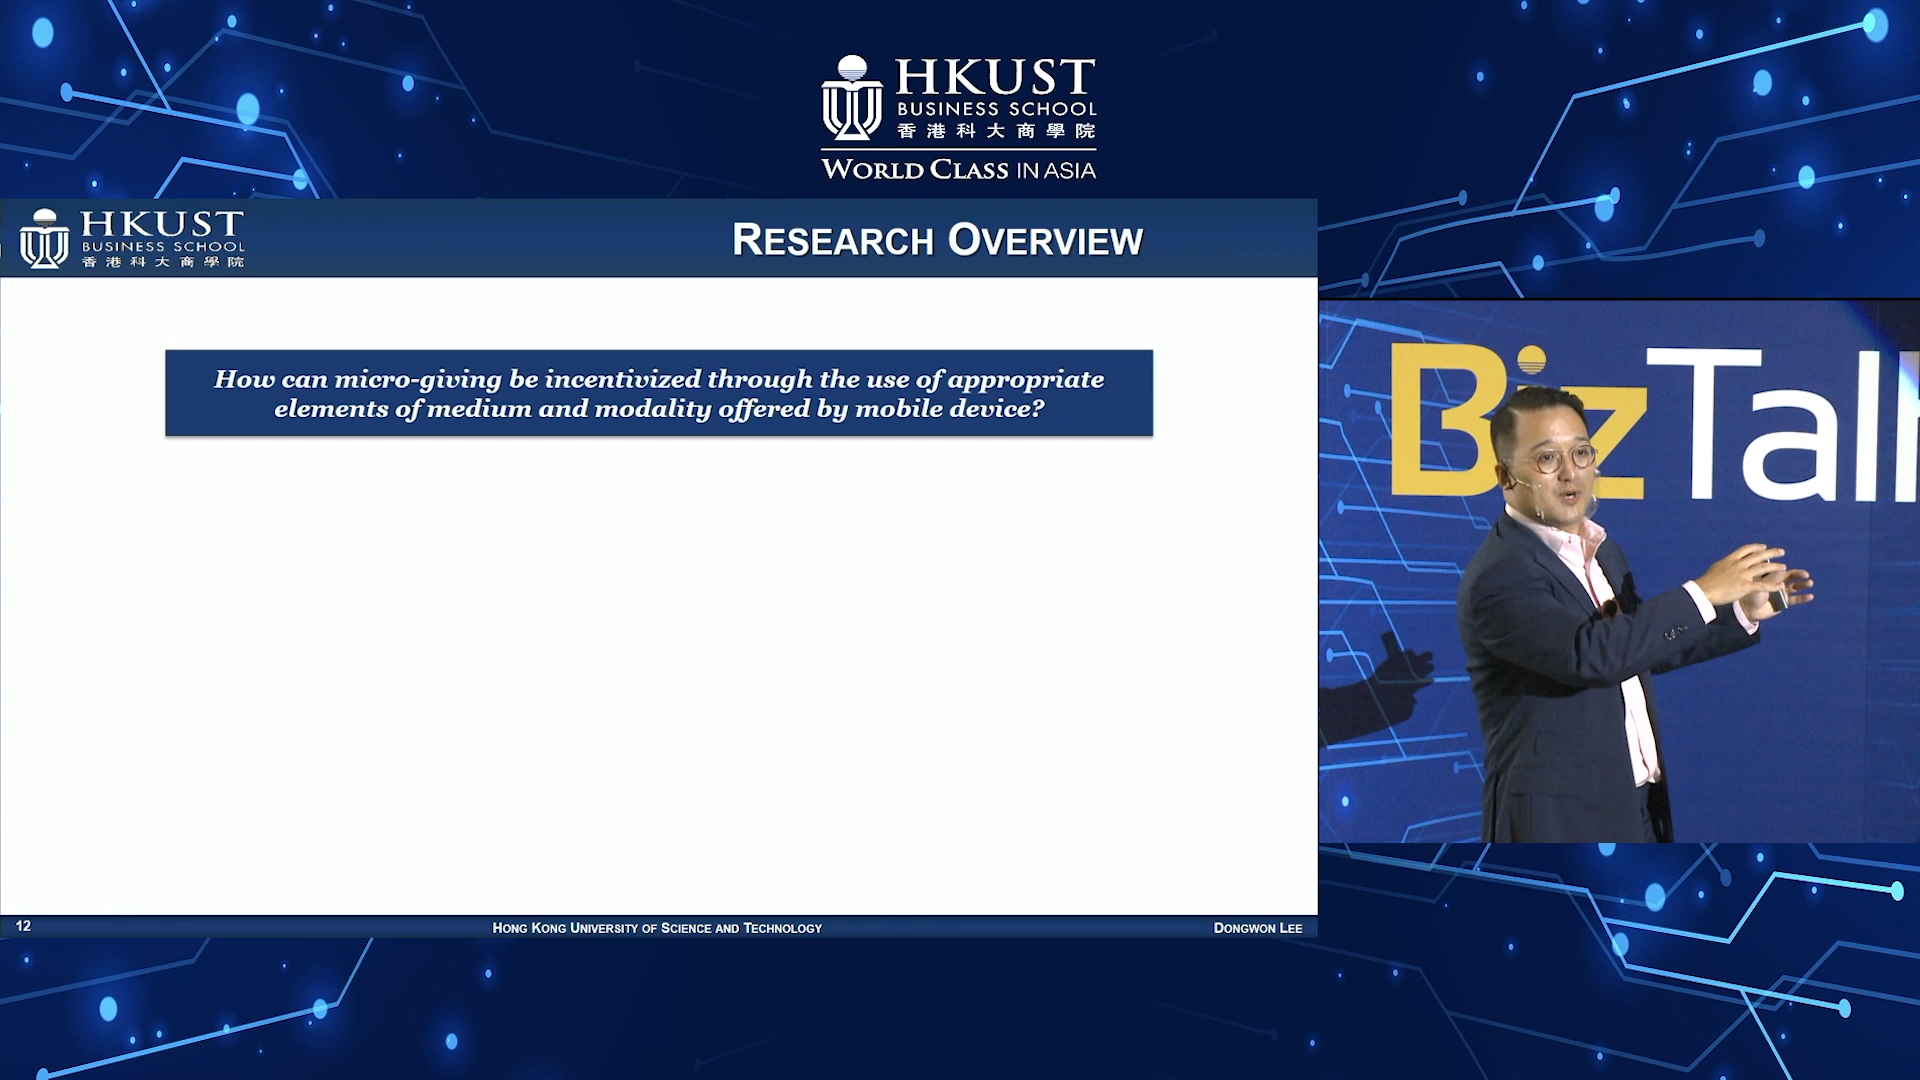 HKUST
BUSINESS SCHOOL
香港科大商學院
WORLD CLASS IN ASIA
HKUST
BUSINESS SCHOOL
香港科大商學院
RESEARCH OVERVIEW
How can micro-giving be incentivized through the use of appropriate
elements of medium and modality offered by mobile device?
BizTalk
12
HONG KONG UNIVERSITY OF SCIENCE AND TECHNOLOGY
DONGWON LEE